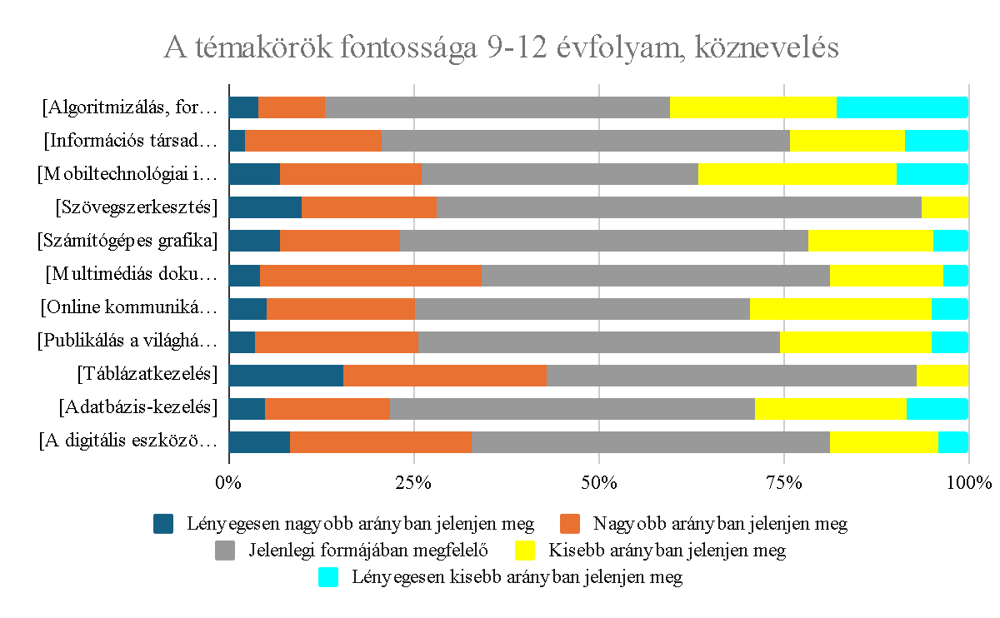 A témakörök fontossága 9-12 évfolyam, köznevelés
[Algoritmizálás, for…
[Információs társad…
[Mobiltechnológiai i…
[Szövegszerkesztés]
[Számítógépes grafika]
[Multimédiás doku…
[Online kommuniká…
[Publikálás a világhá…
[Táblázatkezelés]
[Adatbázis-kezelés]
[A digitális eszközö…
0% 25% 50% 75% 100%
Lényegesen nagyobb arányban jelenjen meg Nagyobb arányban jelenjen meg
Jelenlegi formájában megfelelő Kisebb arányban jelenjen meg
Lényegesen kisebb arányban jelenjen meg